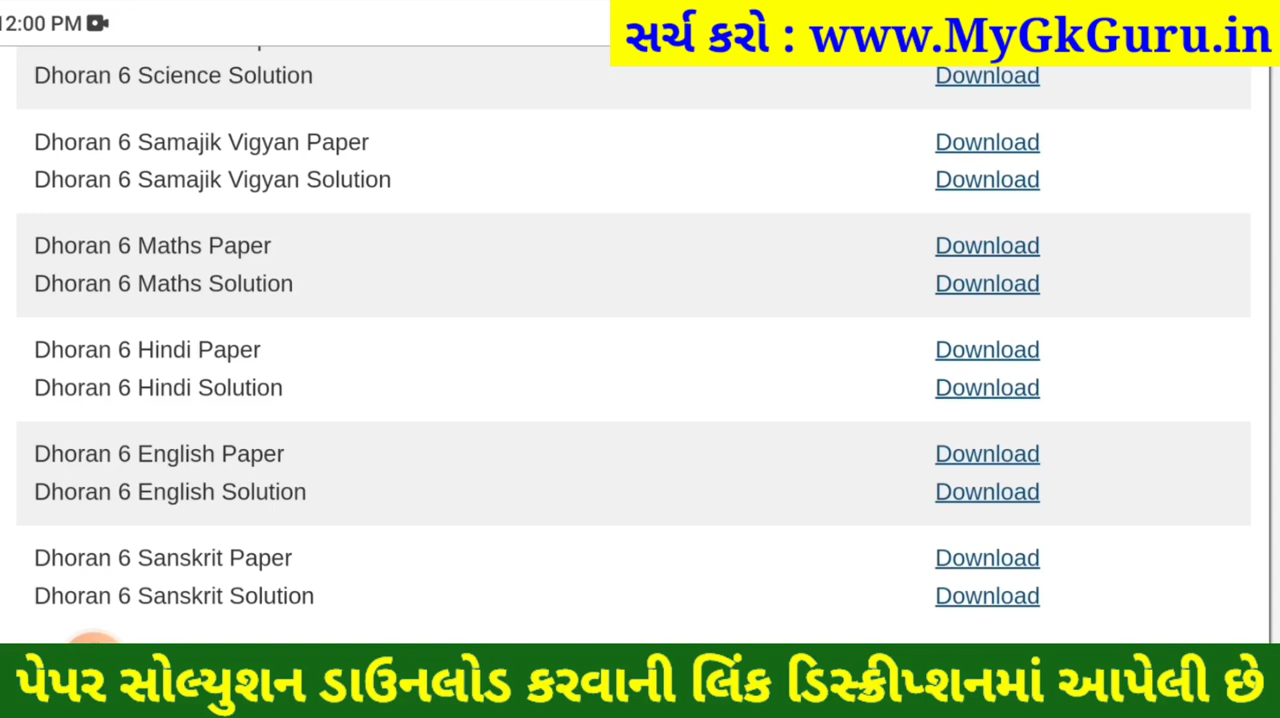 12:00 PM
સર્ચ કરો : www.MyGkGuru.in
Dhoran 6 Science Solution Download
Dhoran 6 Samajik Vigyan Paper Download
Dhoran 6 Samajik Vigyan Solution Download
Dhoran 6 Maths Paper Download
Dhoran 6 Maths Solution Download
Dhoran 6 Hindi Paper Download
Dhoran 6 Hindi Solution Download
Dhoran 6 English Paper Download
Dhoran 6 English Solution Download
Dhoran 6 Sanskrit Paper Download
Dhoran 6 Sanskrit Solution Download
પેપર સોલ્યુશન ડાઉનલોડ કરવાની લિંક ડિસ્ક્રીપ્શનમાં આપેલી છે